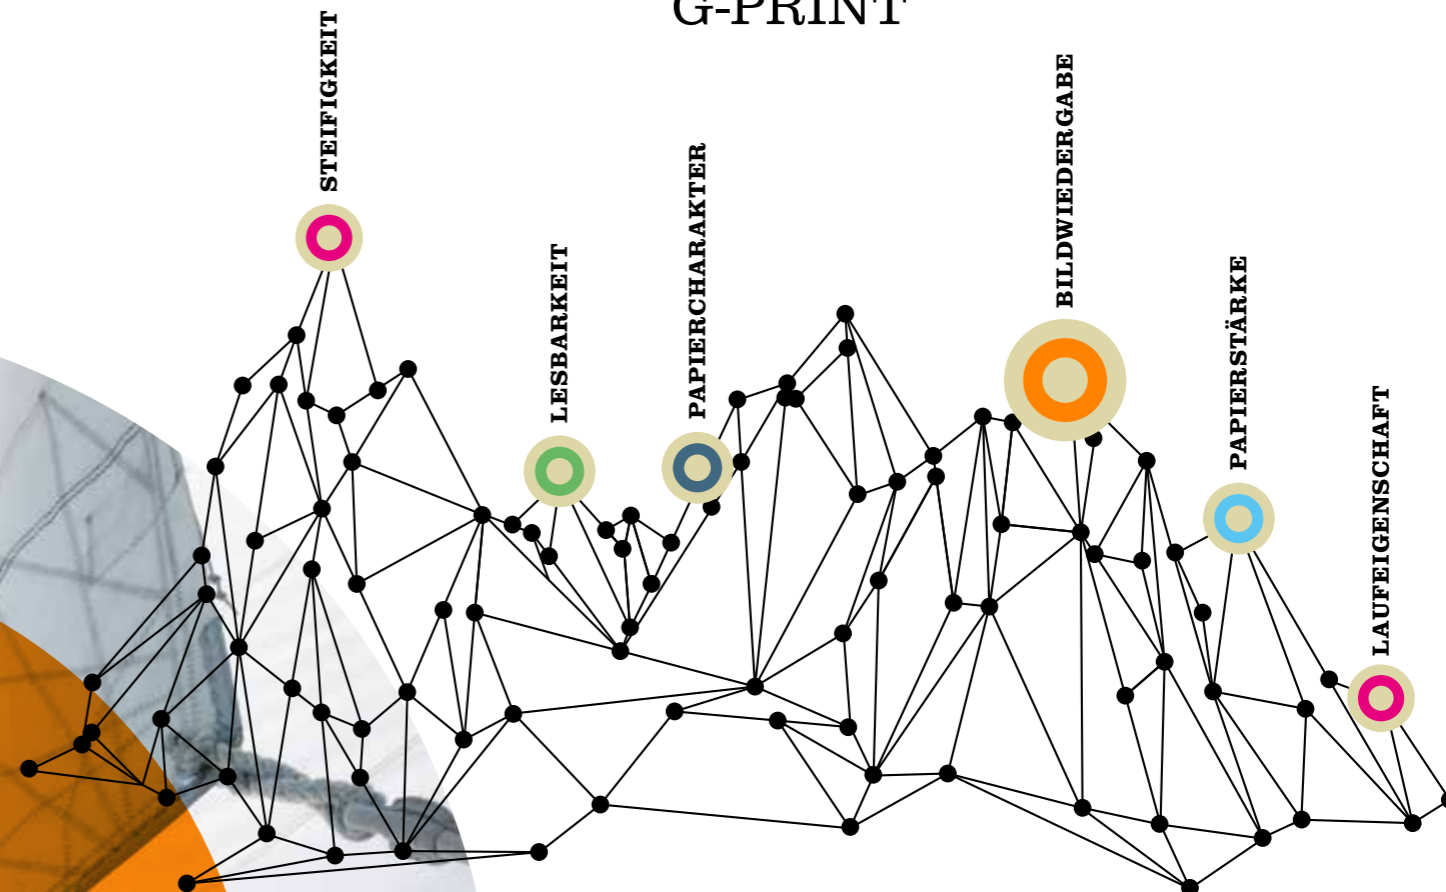 G-PRINT
STEIFIGKEIT
LESBARKEIT
PAPIERCHARAKTER
BILDWIEDERGABE
PAPIERSTÄRKE
LAUFEIGENSCHAFT